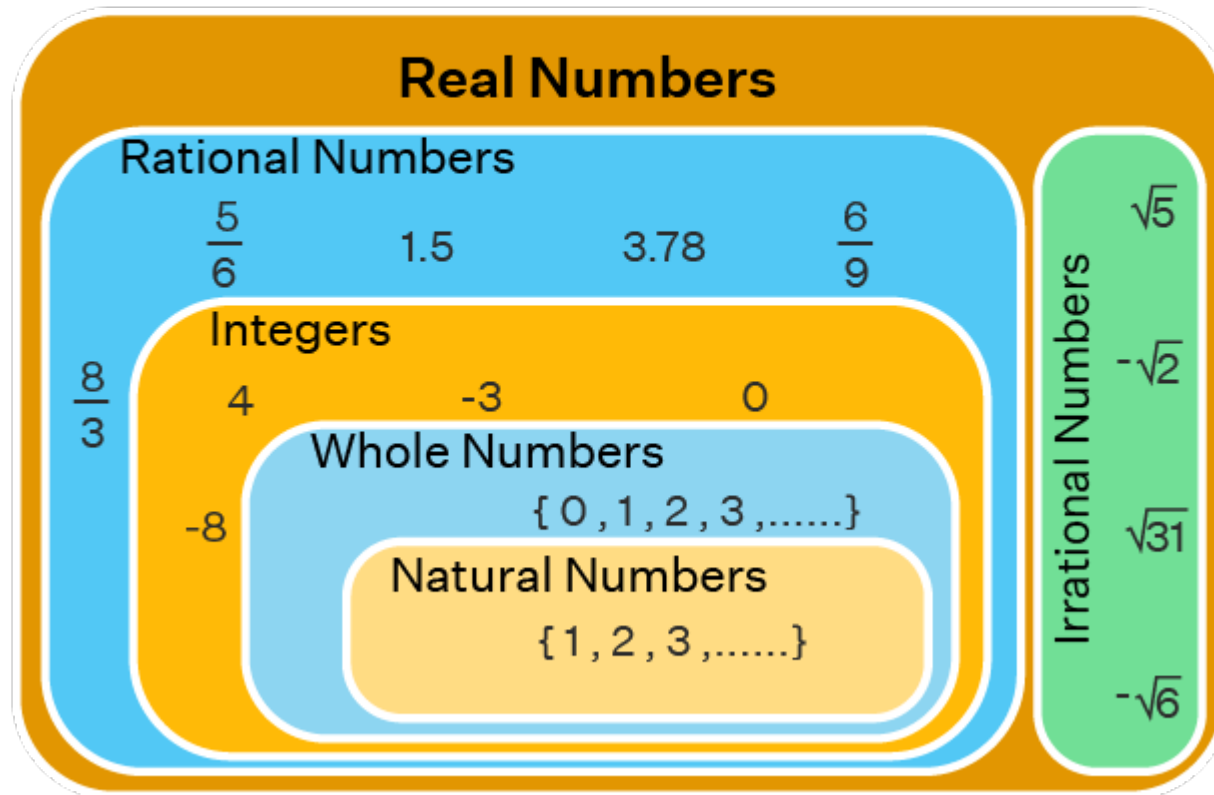 Real Numbers
Rational Numbers
5/6 1.5 3.78 6/9
Integers
8/3
4 -3 0
Whole Numbers
{ 0 , 1 , 2 , 3 ,......}
-8
Natural Numbers
{ 1 , 2 , 3 ,......}
Irrational Numbers
√5
-√2
√31
-√6